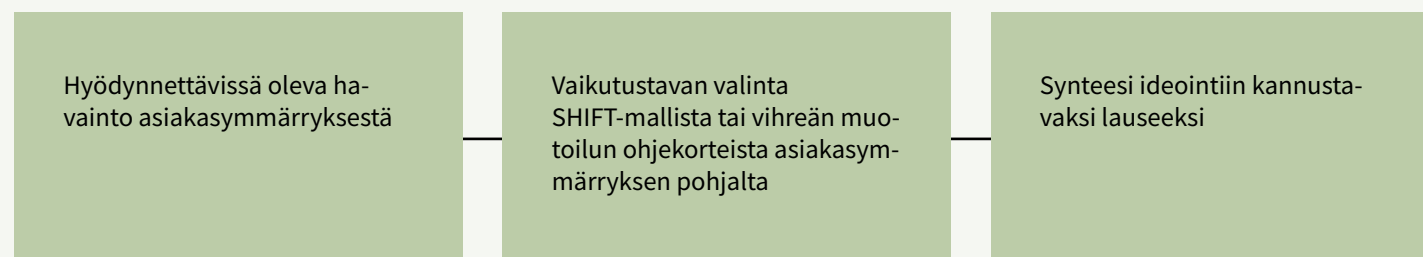 Hyödynnettävissä oleva ha-
vainto asiakasymmärryksestä
Vaikutustavan valinta
SHIFT-mallista tai vihreän muo-
toilun ohjekorteista asiakasym-
märryksen pohjalta
Synteesi ideointiin kannusta-
vaksi lauseeksi